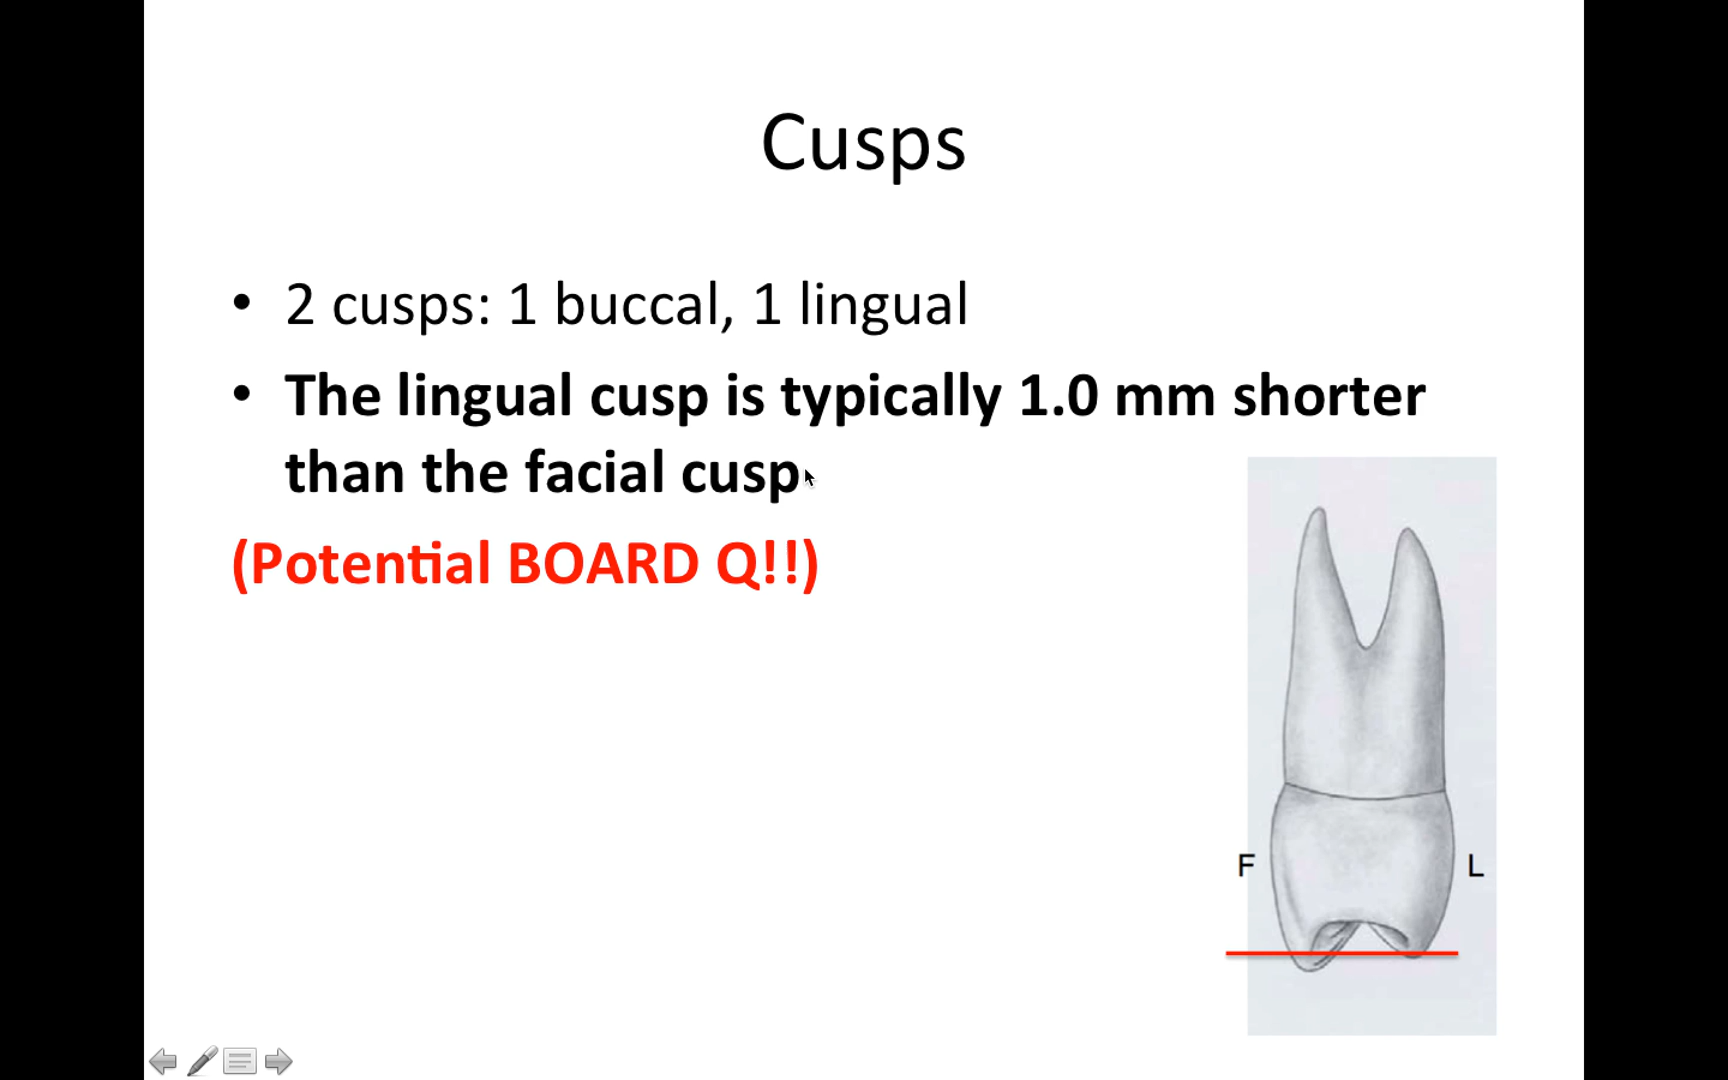 Cusps
• 2 cusps: 1 buccal, 1 lingual
• The lingual cusp is typically 1.0 mm shorter
than the facial cusp
(Potential BOARD Q!!)
F
L